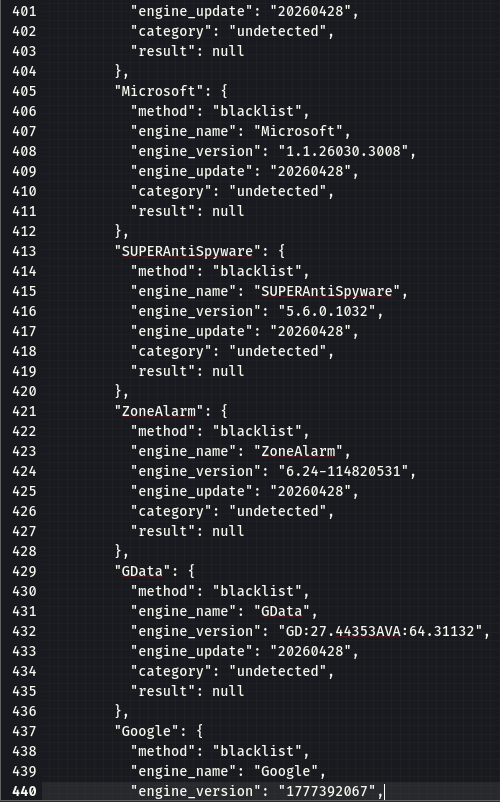 401 "engine_update": "20260428",
402 "category": "undetected",
403 "result": null
404 },
405 "Microsoft": {
406 "method": "blacklist",
407 "engine_name": "Microsoft",
408 "engine_version": "1.1.26030.3008",
409 "engine_update": "20260428",
410 "category": "undetected",
411 "result": null
412 },
413 "SUPERAntiSpyware": {
414 "method": "blacklist",
415 "engine_name": "SUPERAntiSpyware",
416 "engine_version": "5.6.0.1032",
417 "engine_update": "20260428",
418 "category": "undetected",
419 "result": null
420 },
421 "ZoneAlarm": {
422 "method": "blacklist",
423 "engine_name": "ZoneAlarm",
424 "engine_version": "6.24-114820531",
425 "engine_update": "20260428",
426 "category": "undetected",
427 "result": null
428 },
429 "GData": {
430 "method": "blacklist",
431 "engine_name": "GData",
432 "engine_version": "GD:27.44353AVA:64.31132",
433 "engine_update": "20260428",
434 "category": "undetected",
435 "result": null
436 },
437 "Google": {
438 "method": "blacklist",
439 "engine_name": "Google",
440 "engine_version": "1777392067",